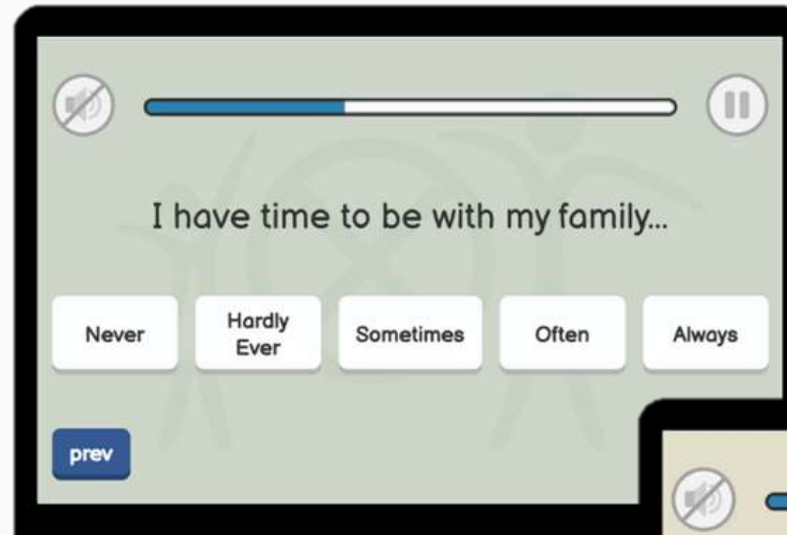 I have time to be with my family...
Never
Hardly
Ever
Sometimes
Often
Always
prev